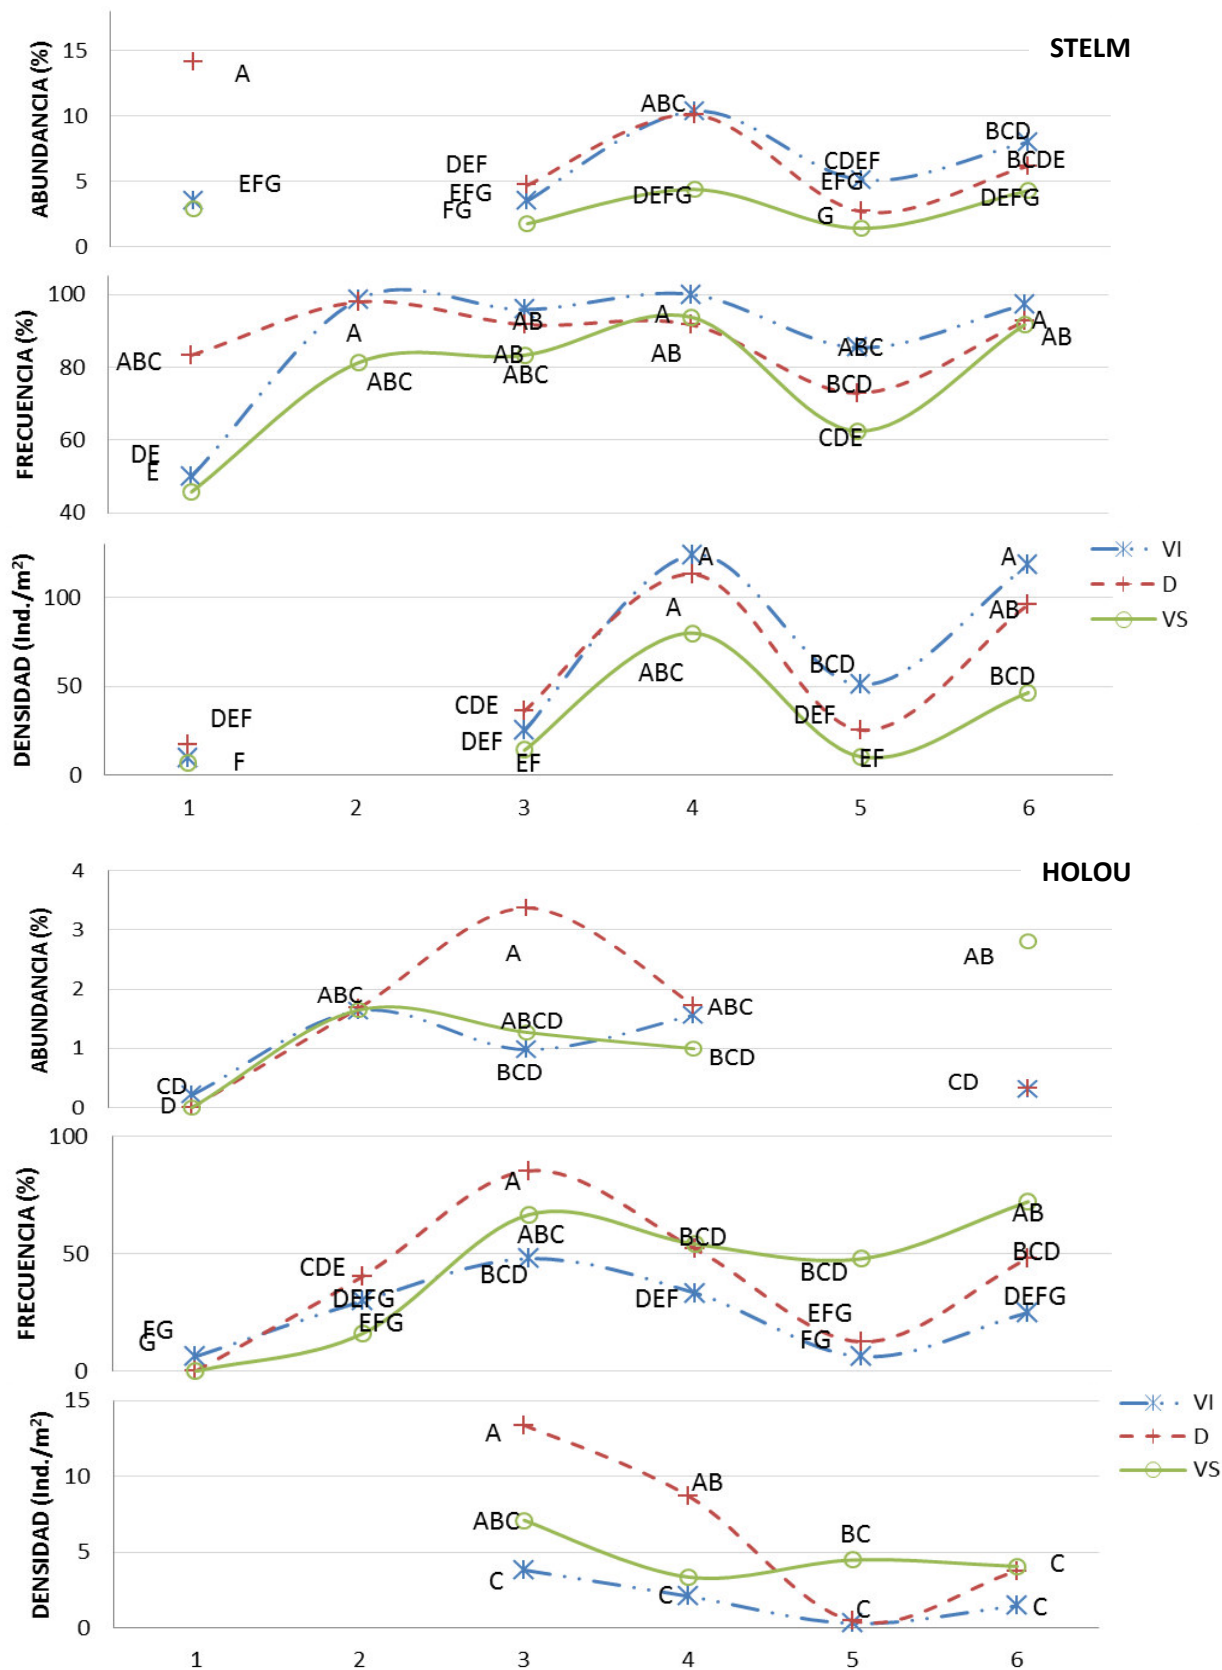 STELM
ABUNDANCIA (%)
15
10
5
0
A
EFG
DEF
EFG
FG
ABC
DEFG
CDEF
EFG
G
BCD
BCDE
DEFG
FRECUENCIA (%)
100
80
60
40
ABC
DE
E
A
ABC
AB
AB
ABC
A
AB
ABC
BCD
CDE
A
AB
DENSIDAD (Ind./m²)
100
50
0
DEF
F
CDE
DEF
EF
A
A
ABC
BCD
DEF
EF
A
AB
BCD
VI
D
VS
1 2 3 4 5 6
HOLOU
ABUNDANCIA (%)
4
3
2
1
0
CD
D
ABC
A
ABCD
BCD
ABC
BCD
AB
CD
FRECUENCIA (%)
100
50
0
FG
G
CDE
DEFG
EFG
A
ABC
BCD
BCD
DEF
BCD
EFG
FG
AB
BCD
DEFG
DENSIDAD (Ind./m²)
15
10
5
0
A
ABC
C
AB
C
BC
C
C
C
VI
D
VS
1 2 3 4 5 6